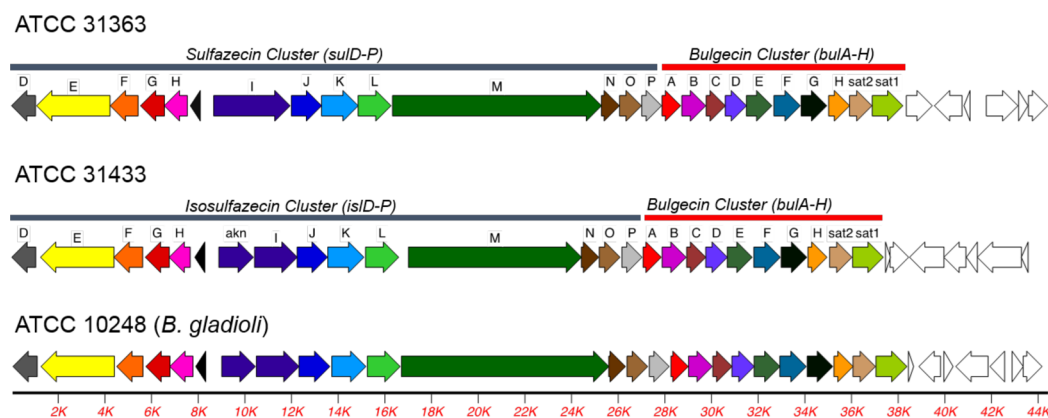 ATCC 31363
Sulfazecin Cluster (sulD-P) Bulgecin Cluster (bulA-H)
D E F G H I J K L M N O P A B C D E F G H sat2 sat1
ATCC 31433
Isosulfazecin Cluster (islD-P) Bulgecin Cluster (bulA-H)
D E F G H akn I J K L M N O P A B C D E F G H sat2 sat1
ATCC 10248 (B. gladioli)
2K 4K 6K 8K 10K 12K 14K 16K 18K 20K 22K 24K 26K 28K 30K 32K 34K 36K 38K 40K 42K 44K